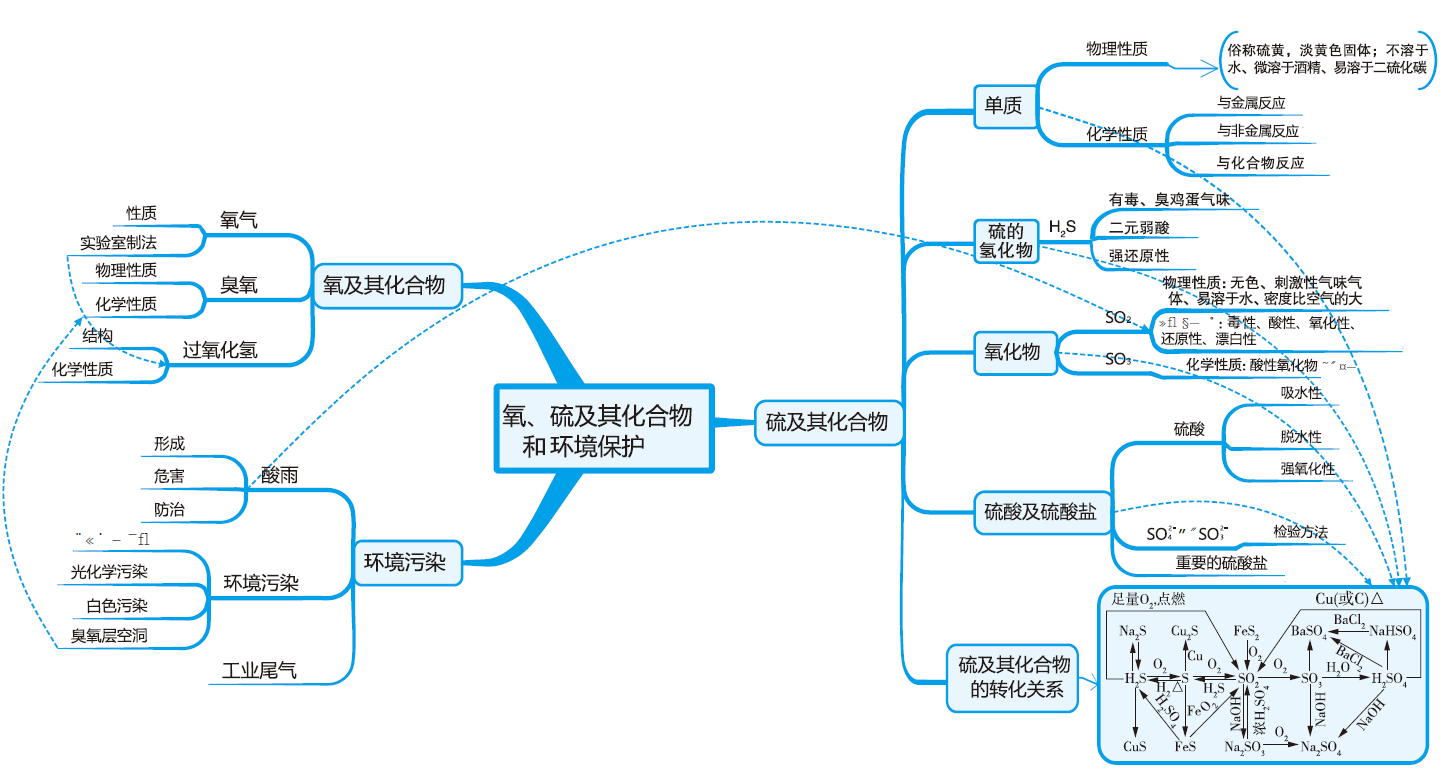 氧、硫及其化合物
和环境保护
氧及其化合物
氧气
性质
实验室制法
臭氧
物理性质
化学性质
过氧化氢
结构
化学性质
环境污染
酸雨
形成
危害
防治
环境污染
光化学污染
白色污染
臭氧层空洞
工业尾气
硫及其化合物
单质
物理性质
俗称硫黄，淡黄色固体；不溶于
水、微溶于酒精、易溶于二硫化碳
化学性质
与金属反应
与非金属反应
与化合物反应
硫的
氢化物
H₂S
有毒、臭鸡蛋气味
二元弱酸
强还原性
氧化物
SO₂
物理性质：无色、刺激性气味气
体、易溶于水、密度比空气的大
：毒性、酸性、氧化性、
还原性、漂白性
SO₃
化学性质：酸性氧化物
硫酸及硫酸盐
硫酸
吸水性
脱水性
强氧化性
SO₄²⁻ SO₃²⁻
检验方法
重要的硫酸盐
硫及其化合物
的转化关系
足量O₂,点燃
Cu(或C)△
Na₂S
Cu₂S
FeS₂
BaSO₄
BaCl₂
NaHSO₄
Cu
O₂
BaCl₂
O₂
O₂
O₂
H₂O
H₂S
S
SO₂
SO₃
H₂SO₄
H₂△
H₂S
H₂SO₄
FeO₂
NaOH
浓H₂SO₄
NaOH
NaOH
CuS
FeS
Na₂SO₃
O₂
Na₂SO₄